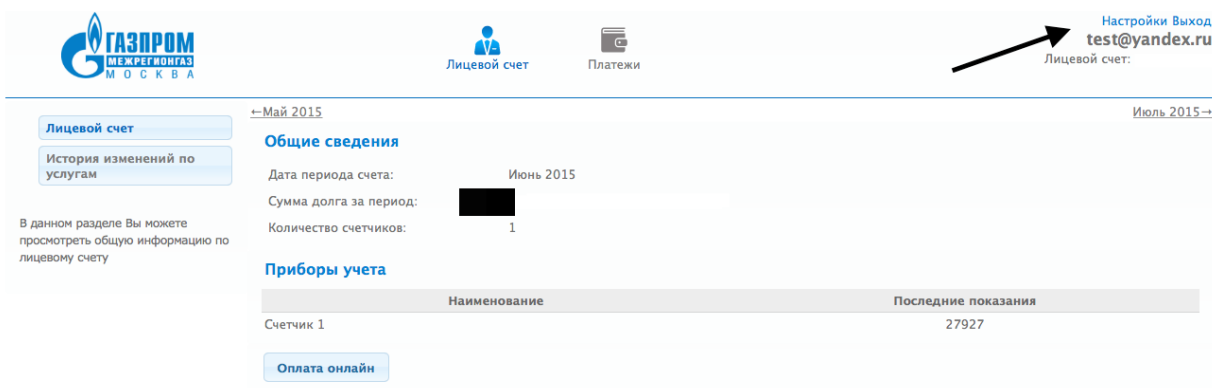 ГАЗПРОМ
МЕЖРЕГИОНГАЗ
МОСКВА
Лицевой счет
Платежи
Настройки Выход
test@yandex.ru
Лицевой счет:
←Май 2015
Июль 2015→
Лицевой счет
История изменений по
услугам
В данном разделе Вы можете
просмотреть общую информацию по
лицевому счету
Общие сведения
Дата периода счета: Июнь 2015
Сумма долга за период:
Количество счетчиков: 1
Приборы учета
Наименование Последние показания
Счетчик 1 27927
Оплата онлайн